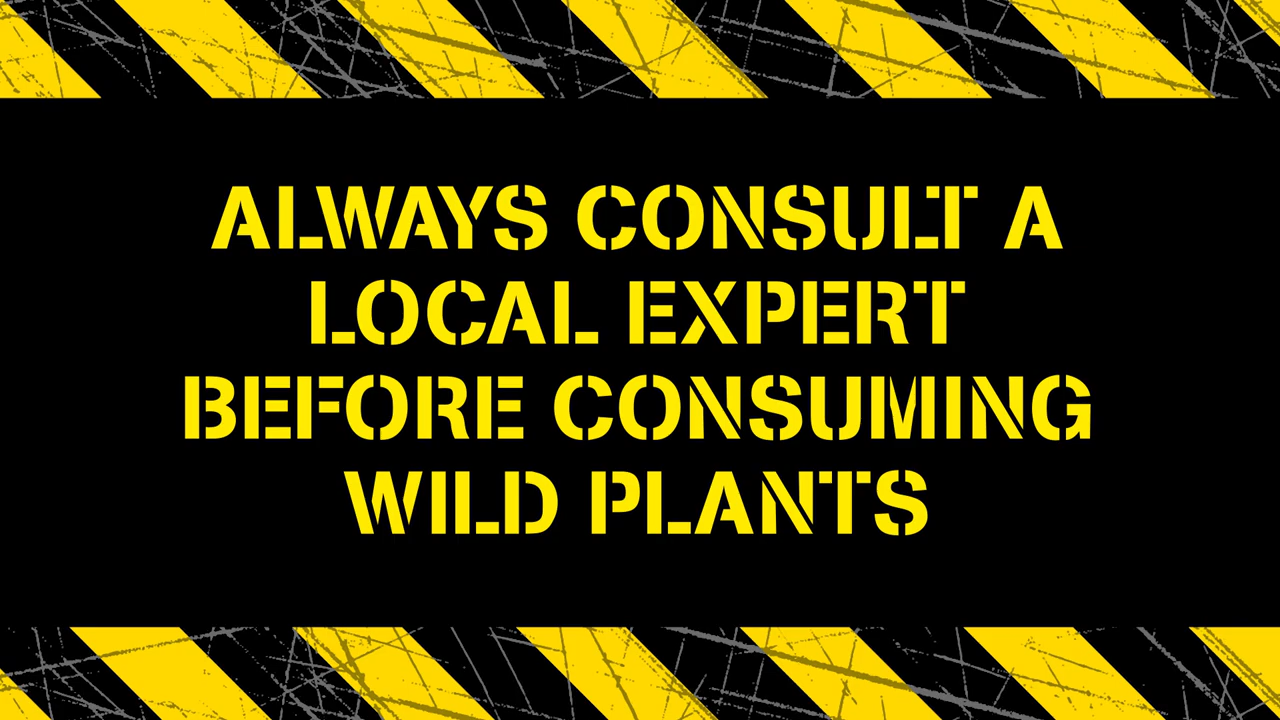 ALWAYS CONSULT A
LOCAL EXPERT
BEFORE CONSUMING
WILD PLANTS